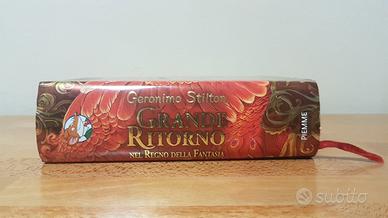 Geronimo Stilton
GRANDE
RITORNO
NEL REGNO DELLA FANTASIA
PIEMME
subito